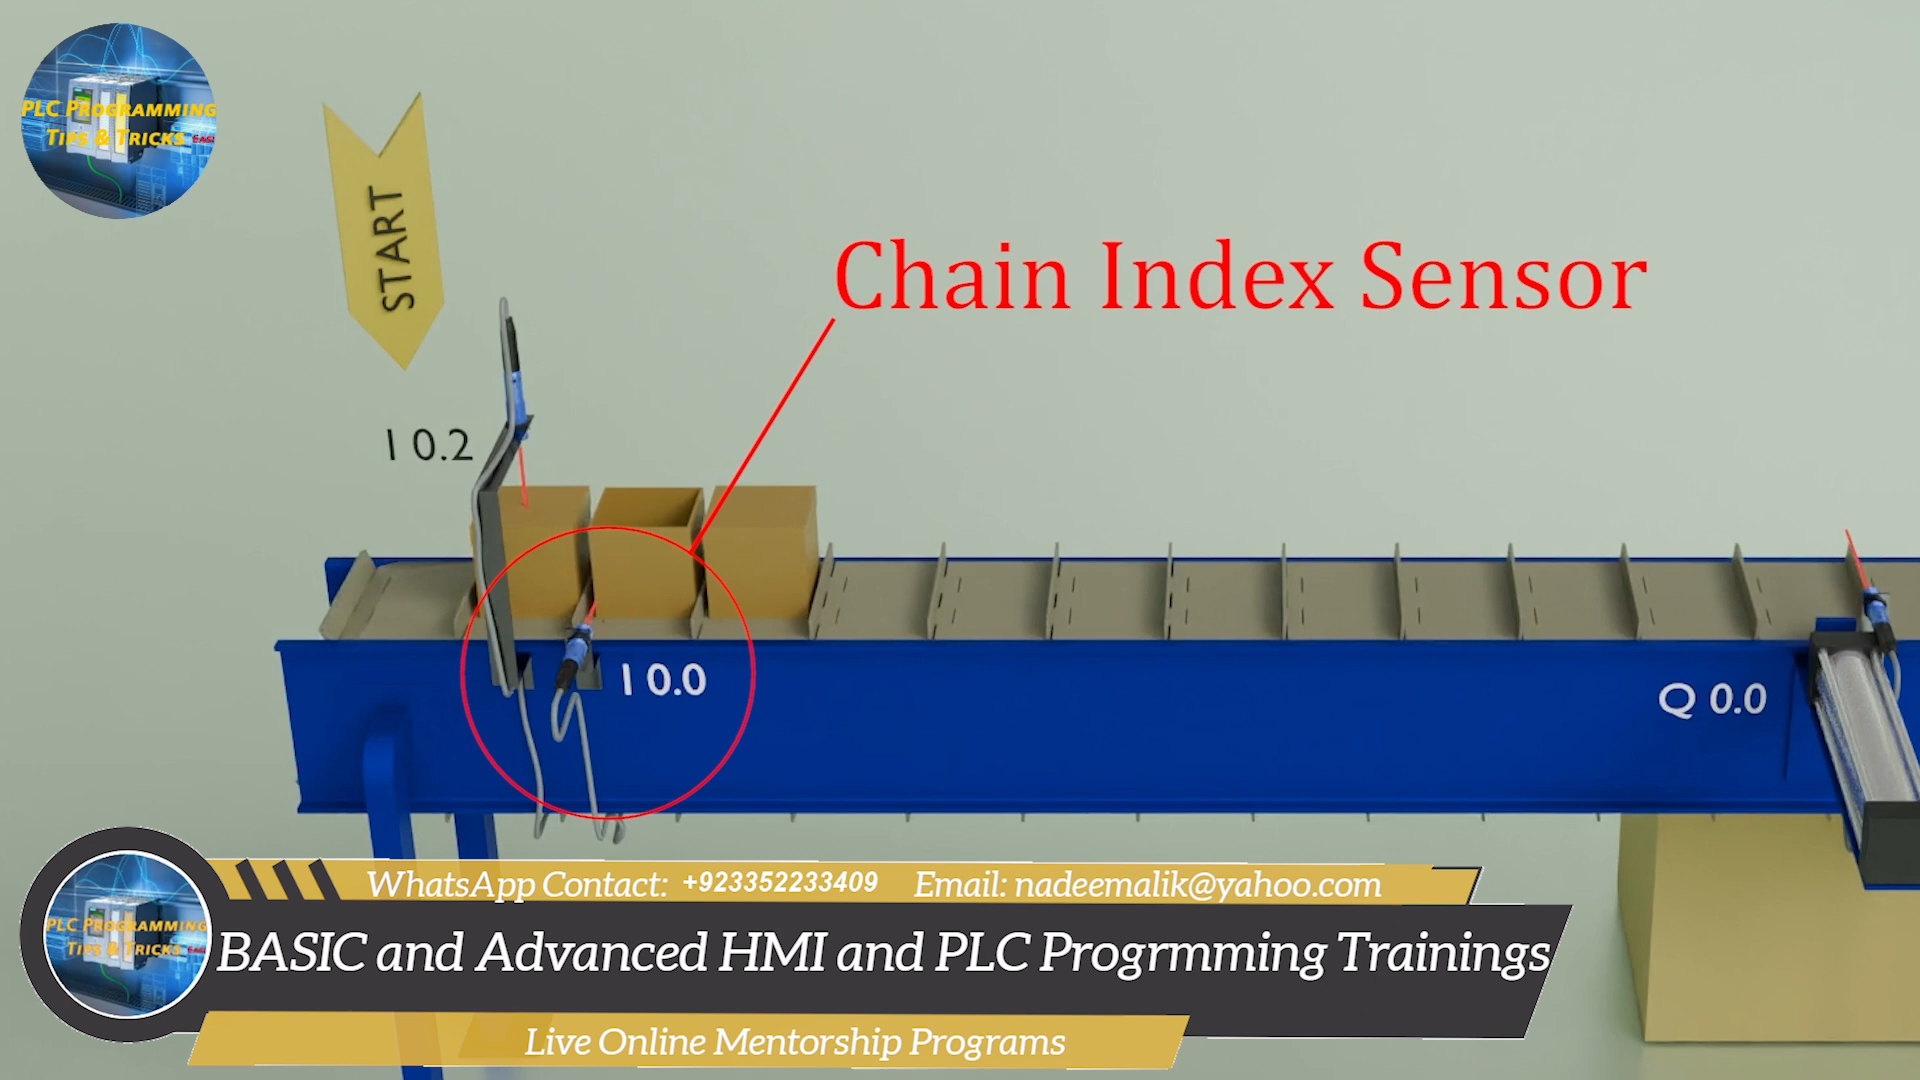 PLC PROGRAMMING
TIPS & TRICKS EASY
START
Chain Index Sensor
I 0.2
I 0.0
Q 0.0
WhatsApp Contact: +923352233409 Email: nadeemalik@yahoo.com
PLC PROGRAMMING
TIPS & TRICKS
BASIC and Advanced HMI and PLC Progrmming Trainings
Live Online Mentorship Programs